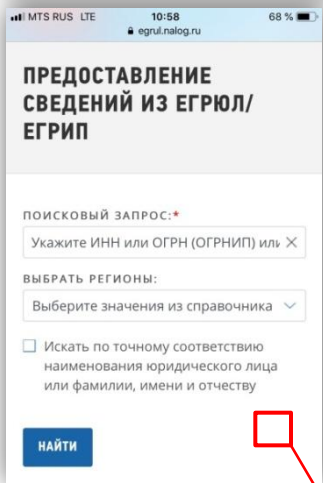 MTS RUS LTE 10:58 68 %
egrul.nalog.ru
ПРЕДОСТАВЛЕНИЕ
СВЕДЕНИЙ ИЗ ЕГРЮЛ/
ЕГРИП
ПОИСКОВЫЙ ЗАПРОС:*
Укажите ИНН или ОГРН (ОГРНИП) или
ВЫБРАТЬ РЕГИОНЫ:
Выберите значения из справочника
Искать по точному соответствию
наименования юридического лица
или фамилии, имени и отчеству
НАЙТИ